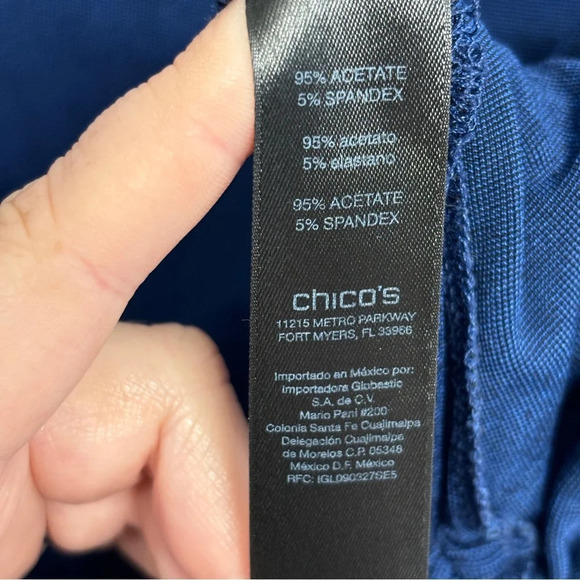 95% ACETATE
5% SPANDEX
95% acetato
5% elastano
95% ACÉTATE
5% SPANDEX
chico's
11215 METRO PARKWAY
FORT MYERS, FL 33966
Importado en México por:
Importadora Globastic
S.A. de C.V.
Mario Pani #200
Colonia Santa Fe Cuajimalpa
Delegación Cuajimalpa
de Morelos C.P. 05348
México D.F. México
RFC: IGL090327SE5